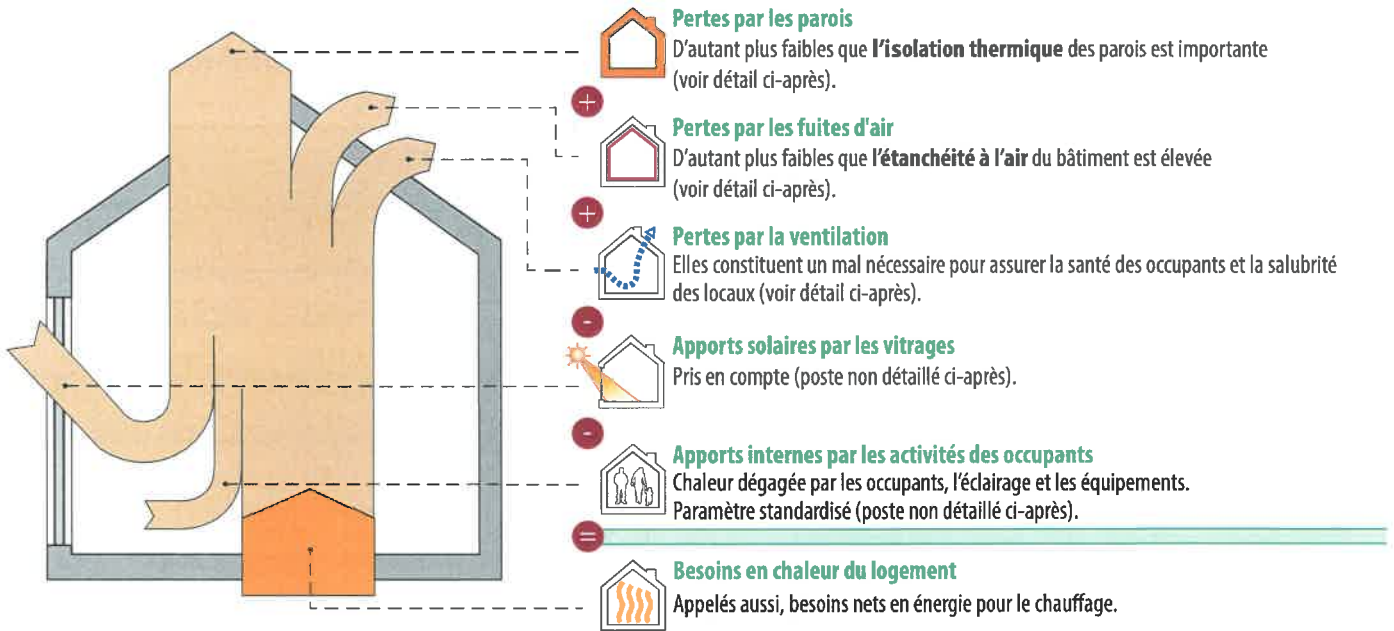 Pertes par les parois
D'autant plus faibles que l'isolation thermique des parois est importante
(voir détail ci-après).
+
Pertes par les fuites d'air
D'autant plus faibles que l'étanchéité à l'air du bâtiment est élevée
(voir détail ci-après).
+
Pertes par la ventilation
Elles constituent un mal nécessaire pour assurer la santé des occupants et la salubrité
des locaux (voir détail ci-après).
-
Apports solaires par les vitrages
Pris en compte (poste non détaillé ci-après).
-
Apports internes par les activités des occupants
Chaleur dégagée par les occupants, l'éclairage et les équipements.
Paramètre standardisé (poste non détaillé ci-après).
=
Besoins en chaleur du logement
Appelés aussi, besoins nets en énergie pour le chauffage.